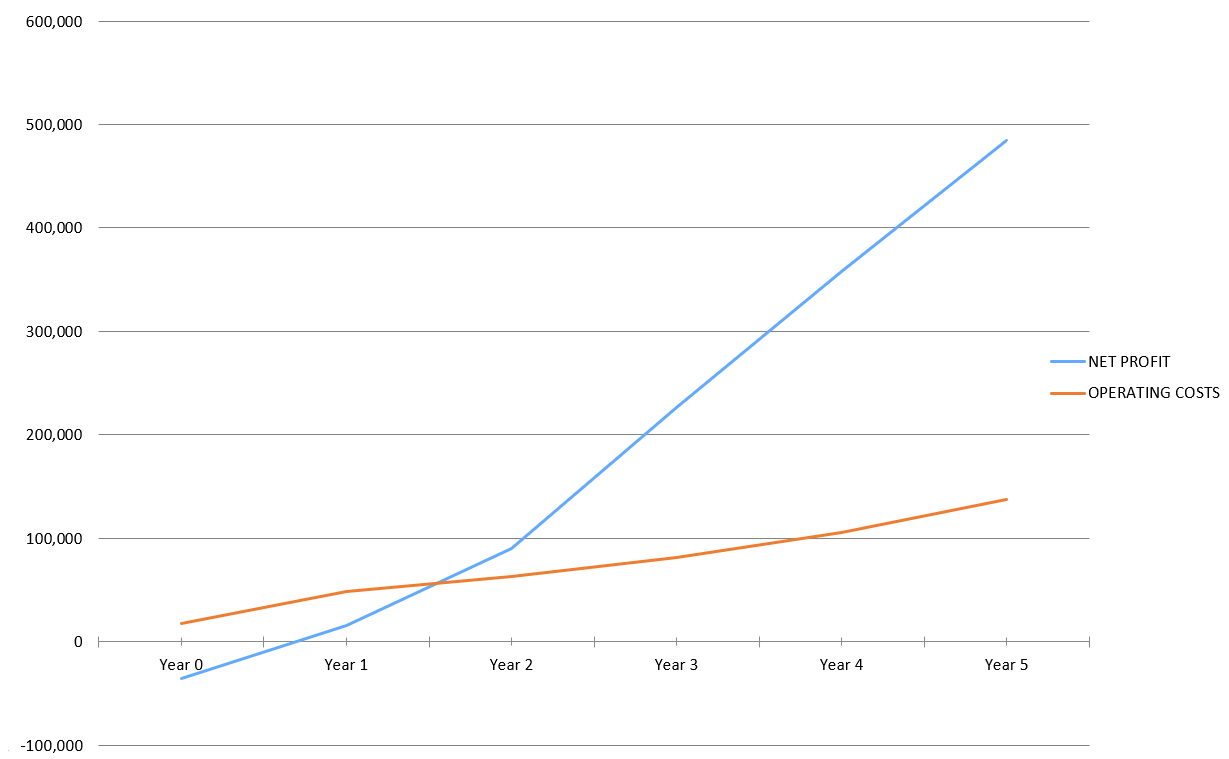 600,000
500,000
400,000
300,000
200,000
100,000
0
-100,000
Year 0 Year 1 Year 2 Year 3 Year 4 Year 5
NET PROFIT
OPERATING COSTS